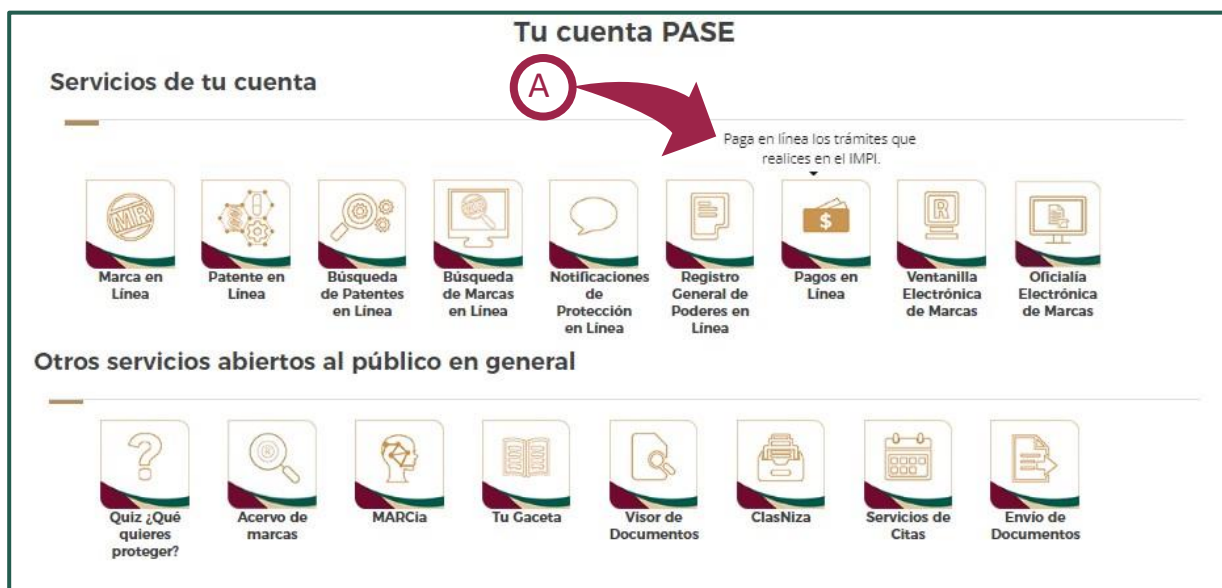 Tu cuenta PASE
Servicios de tu cuenta
A
Paga en línea los trámites que
realices en el IMPI.
MR
$
R
Marca en
Línea
Patente en
Línea
Búsqueda
de Patentes
en Línea
Búsqueda
de Marcas
en Línea
Notificaciones
de
Protección
en Línea
Registro
General de
Poderes en
Línea
Pagos en
Línea
Ventanilla
Electrónica
de Marcas
Oficialía
Electrónica
de Marcas
Otros servicios abiertos al público en general
?
Quiz ¿Qué
quieres
proteger?
Acervo de
marcas
MARCia
Tu Gaceta
Visor de
Documentos
ClasNiza
Servicios de
Citas
Envío de
Documentos